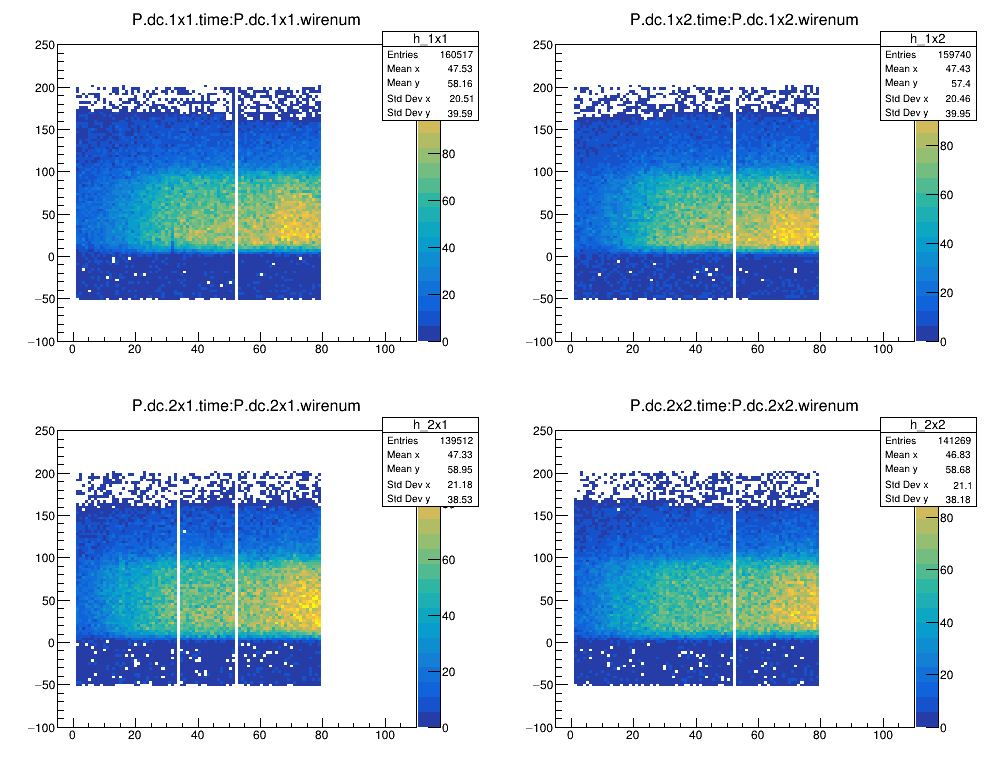 P.dc.1x1.time:P.dc.1x1.wirenum
h_1x1
Entries 160517
Mean x 47.53
Mean y 58.16
Std Dev x 20.51
Std Dev y 39.59
250
200
150
100
50
0
−50
−100
0 20 40 60 80 100
80
60
40
20
0
P.dc.1x2.time:P.dc.1x2.wirenum
h_1x2
Entries 159740
Mean x 47.43
Mean y 57.4
Std Dev x 20.46
Std Dev y 39.95
250
200
150
100
50
0
−50
−100
0 20 40 60 80 100
80
60
40
20
0
P.dc.2x1.time:P.dc.2x1.wirenum
h_2x1
Entries 139512
Mean x 47.33
Mean y 58.95
Std Dev x 21.18
Std Dev y 38.53
250
200
150
100
50
0
−50
−100
0 20 40 60 80 100
60
40
20
0
P.dc.2x2.time:P.dc.2x2.wirenum
h_2x2
Entries 141269
Mean x 46.83
Mean y 58.68
Std Dev x 21.1
Std Dev y 38.18
250
200
150
100
50
0
−50
−100
0 20 40 60 80 100
80
60
40
20
0